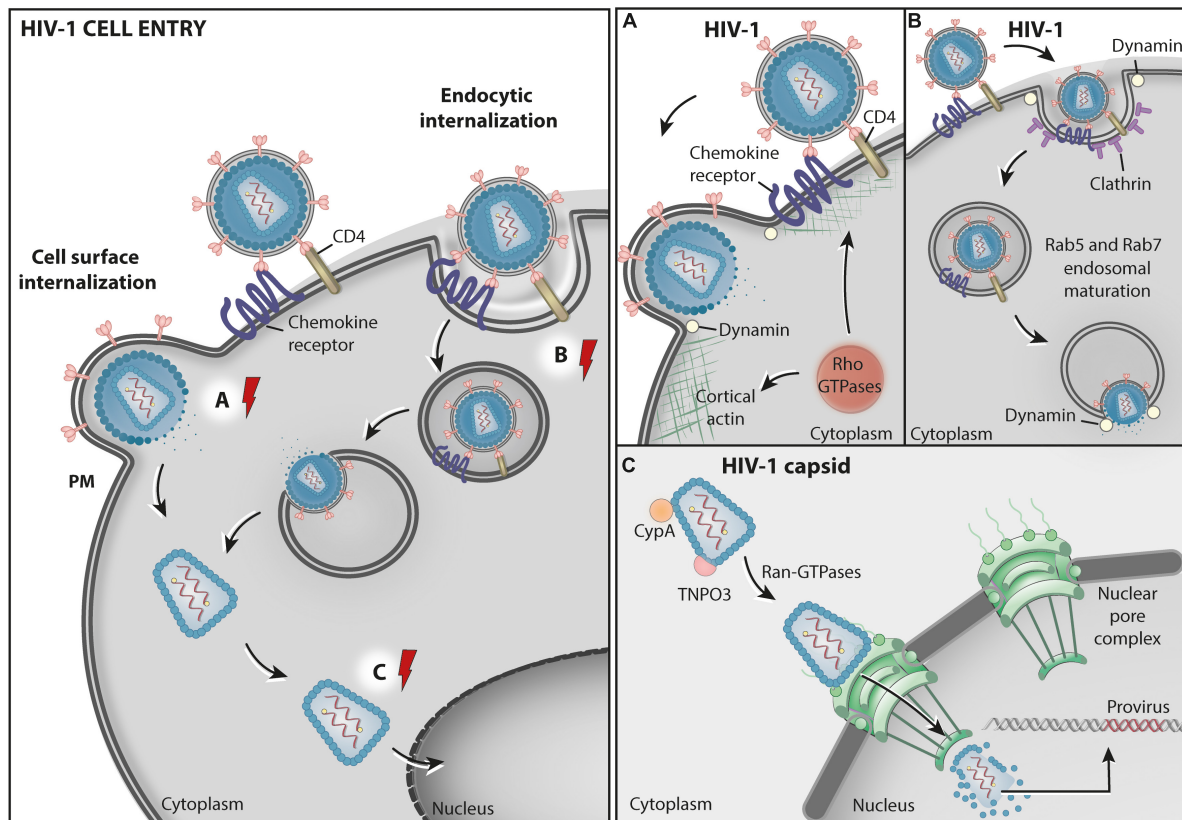 HIV-1 CELL ENTRY
Endocytic
internalization
CD4
Cell surface
internalization
Chemokine
receptor
A
B
PM
C
Cytoplasm
Nucleus
A
HIV-1
CD4
Chemokine
receptor
Dynamin
Rho
GTPases
Cortical
actin
Cytoplasm
B
HIV-1
Dynamin
Clathrin
Rab5 and Rab7
endosomal
maturation
Dynamin
Cytoplasm
C
HIV-1 capsid
CypA
TNPO3
Ran-GTPases
Nuclear
pore
complex
Provirus
Cytoplasm
Nucleus